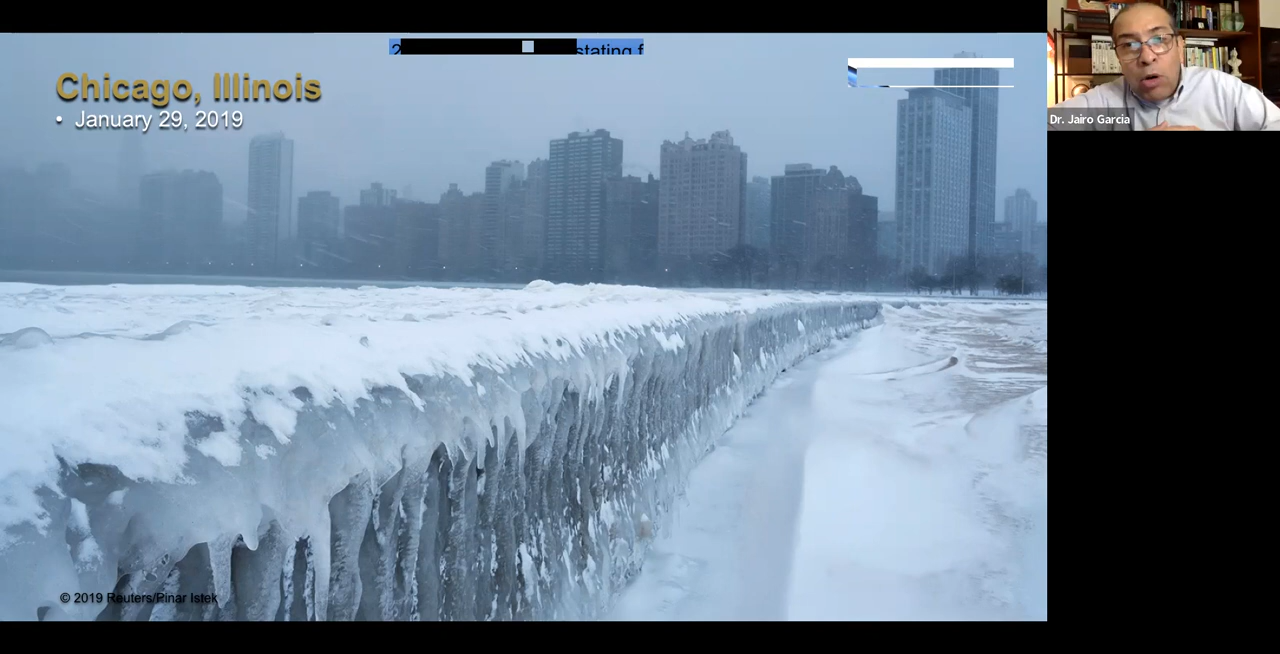 Chicago, Illinois
• January 29, 2019
Dr. Jairo Garcia
© 2019 Reuters/Pinar Istek